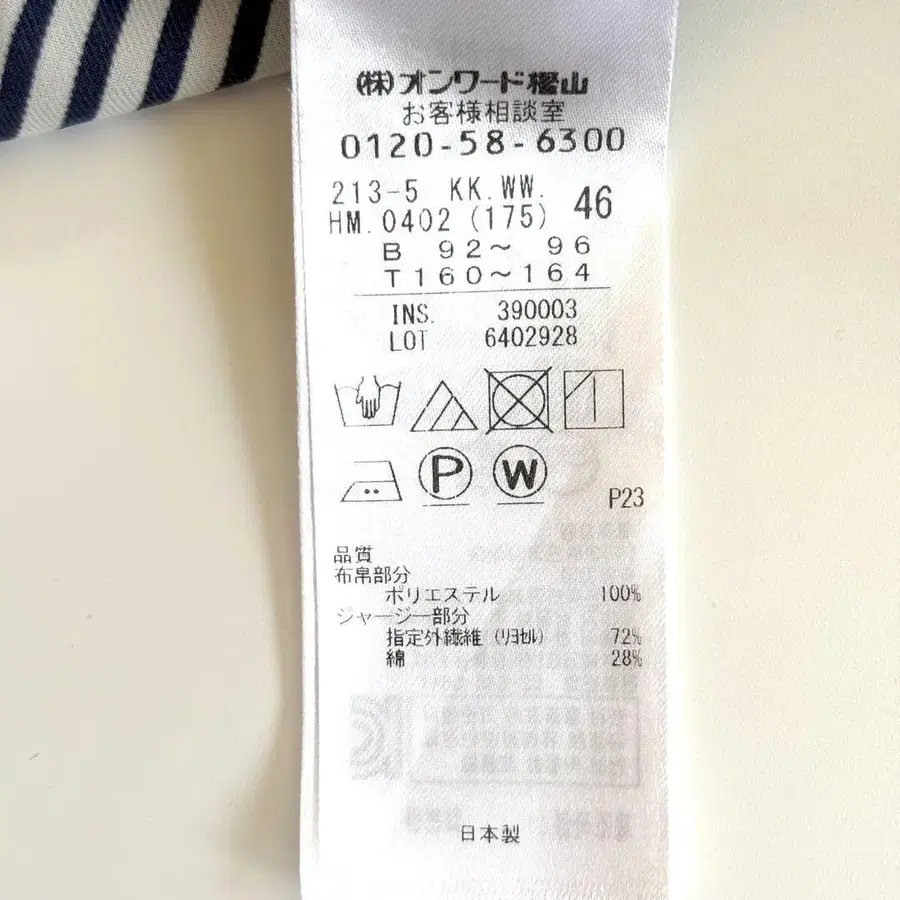 (株)オンワード樫山
お客様相談室
0120-58-6300
213-5 KK.WW.
HM.0402(175) 46
B 92〜 96
T160〜164
INS. 390003
LOT 6402928
P W
P23
品質
布帛部分
ポリエステル 100%
ジャージー部分
指定外繊維(リヨセル) 72%
綿 28%
日本製